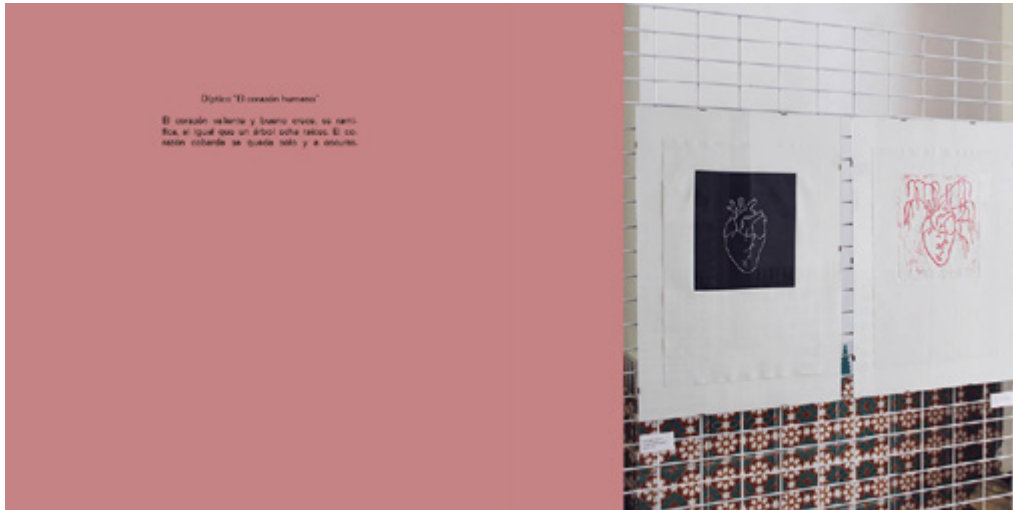 Díptico "El corazón humano"
El corazón valiente y bueno crece, se rami-
fica, al igual que un árbol echa raíces. El co-
razón cobarde se queda solo y a oscuras.